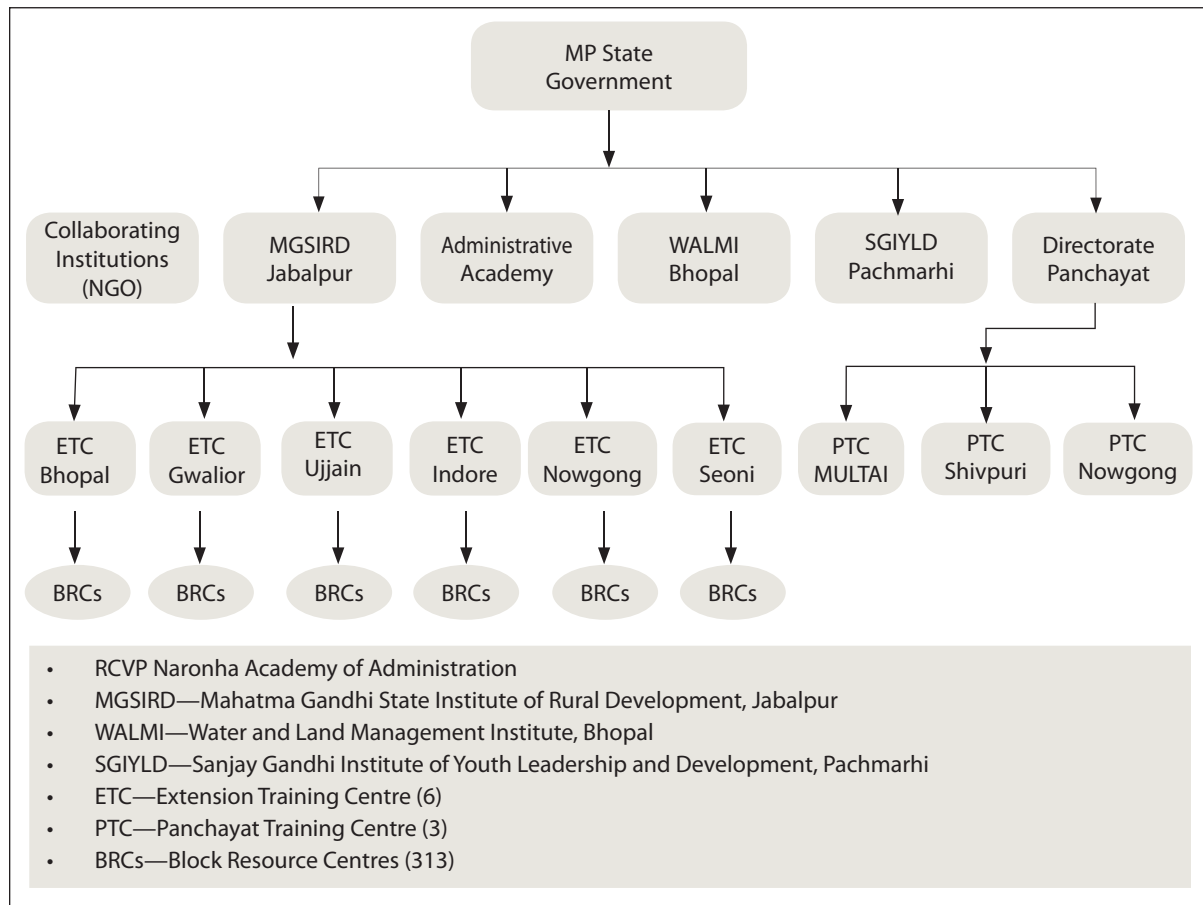 MP State
Government
Collaborating
Institutions
(NGO)
MGSIRD
Jabalpur
Administrative
Academy
WALMI
Bhopal
SGIYLD
Pachmarhi
Directorate
Panchayat
ETC
Bhopal
ETC
Gwalior
ETC
Ujjain
ETC
Indore
ETC
Nowgong
ETC
Seoni
PTC
MULTAI
PTC
Shivpuri
PTC
Nowgong
BRCs
BRCs
BRCs
BRCs
BRCs
BRCs
• RCVP Naronha Academy of Administration
• MGSIRD—Mahatma Gandhi State Institute of Rural Development, Jabalpur
• WALMI—Water and Land Management Institute, Bhopal
• SGIYLD—Sanjay Gandhi Institute of Youth Leadership and Development, Pachmarhi
• ETC—Extension Training Centre (6)
• PTC—Panchayat Training Centre (3)
• BRCs—Block Resource Centres (313)